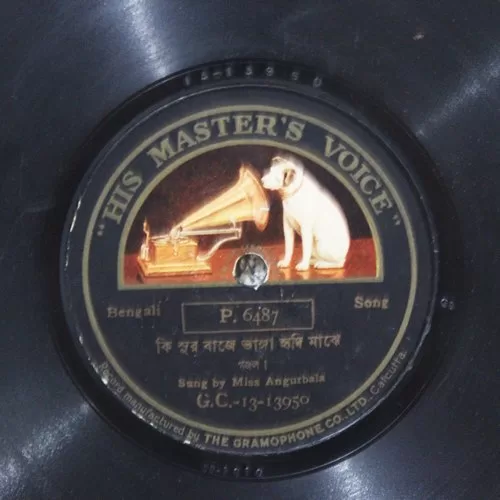 "HIS MASTER'S VOICE"
Bengali
P. 6487
Song
কি সুর বাজে ভাঙ্গা হৃদি মাঝে
গজল।
Sung by Miss Angurbala
G.C.-13-13950
Record manufactured by THE GRAMOPHONE CO., LTD., Calcutta.